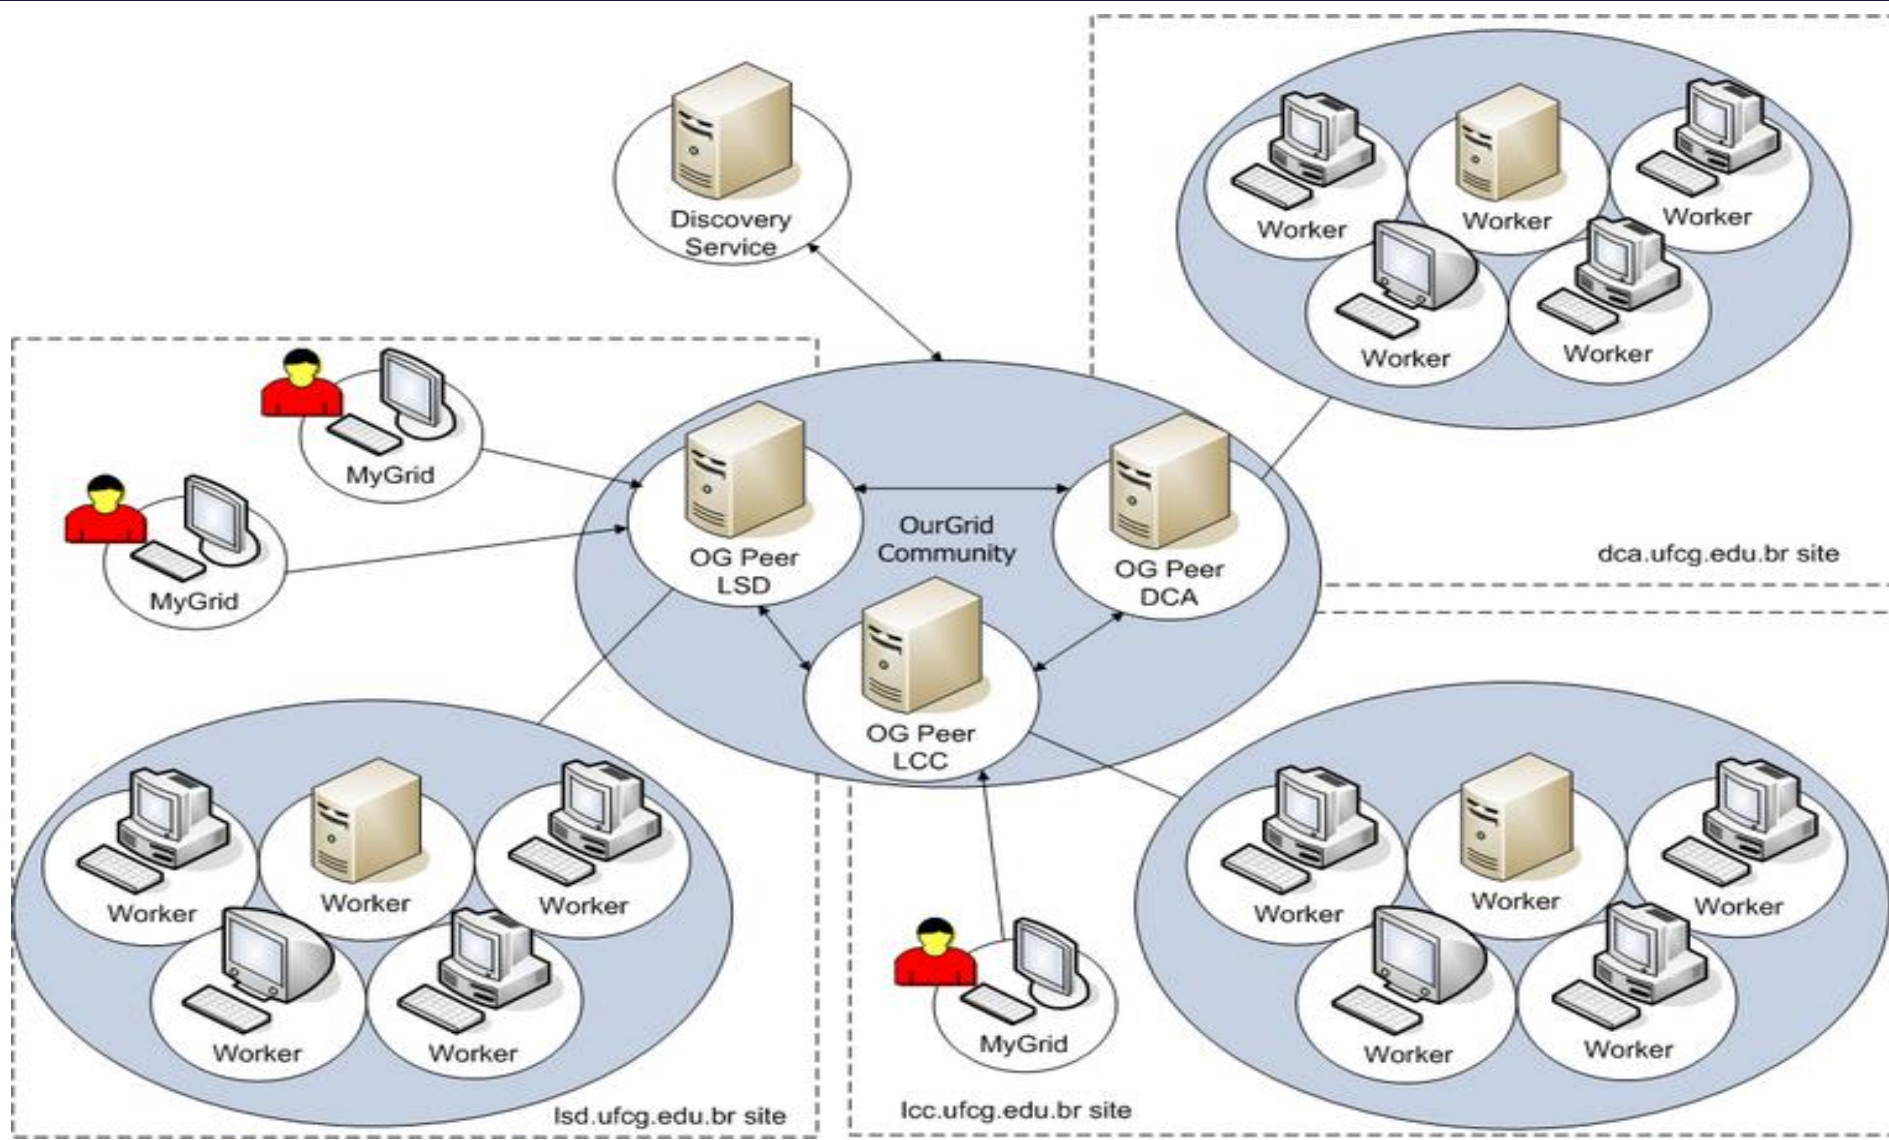 Discovery
Service
Worker
Worker
Worker
Worker
Worker
MyGrid
MyGrid
OG Peer
LSD
OurGrid
Community
OG Peer
DCA
OG Peer
LCC
dca.ufcg.edu.br site
Worker
Worker
Worker
Worker
Worker
lsd.ufcg.edu.br site
MyGrid
lcc.ufcg.edu.br site
Worker
Worker
Worker
Worker
Worker